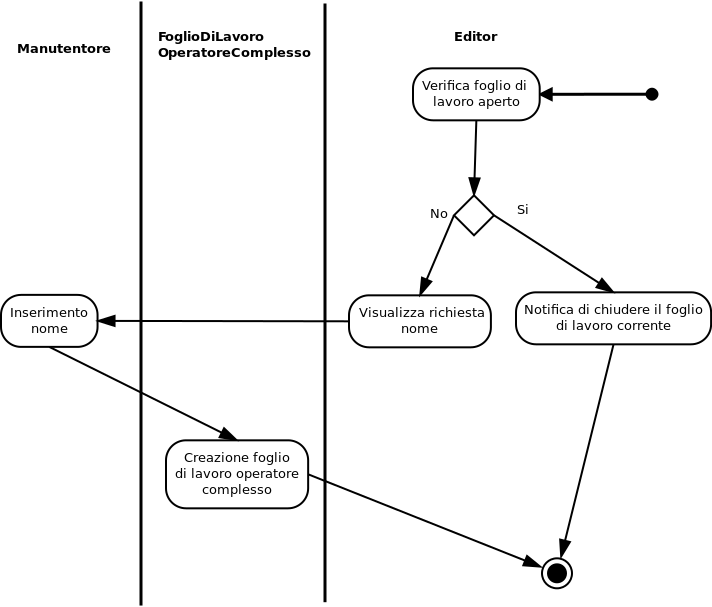 Manutentore
FoglioDiLavoro
OperatoreComplesso
Editor
Verifica foglio di
lavoro aperto
No
Si
Inserimento
nome
Visualizza richiesta
nome
Notifica di chudere il foglio
di lavoro corrente
Creazione foglio
di lavoro operatore
complesso